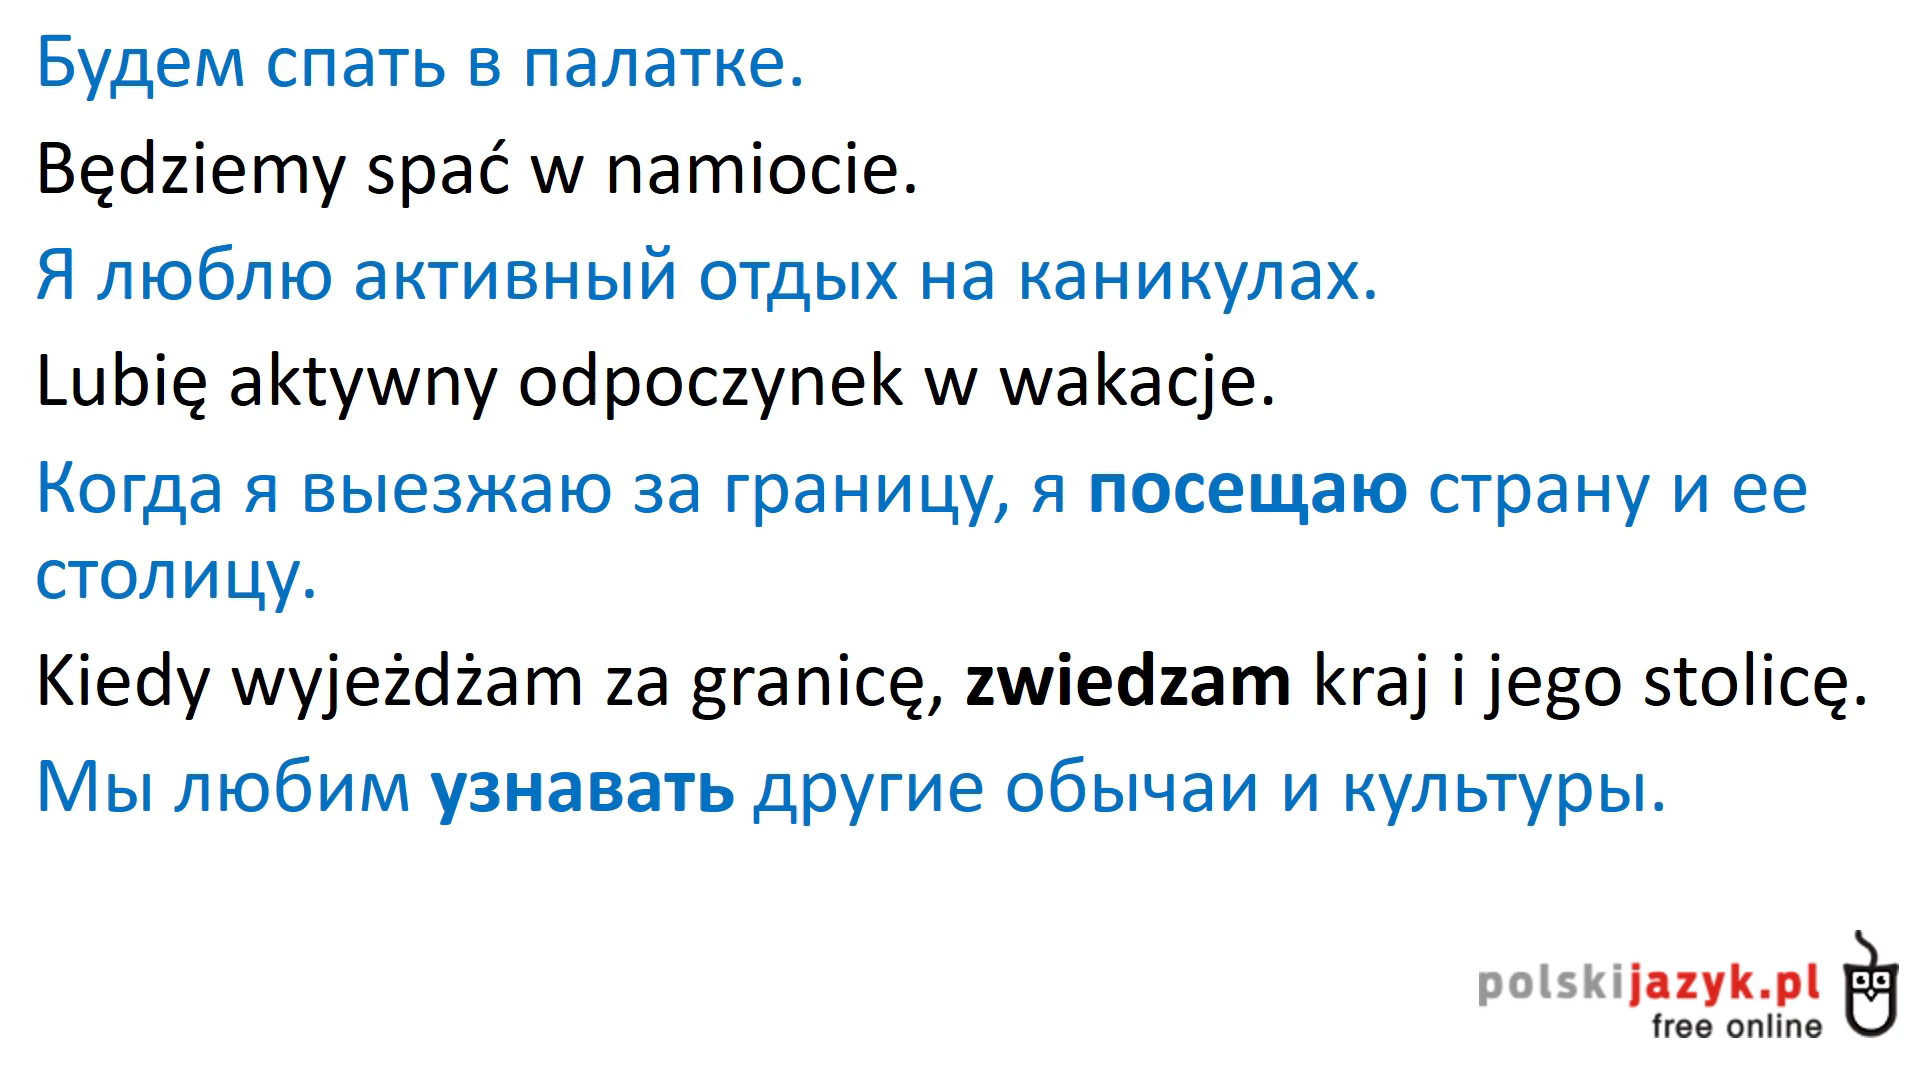 Будем спать в палатке.
Będziemy spać w namiocie.
Я люблю активный отдых на каникулах.
Lubię aktywny odpoczynek w wakacje.
Когда я выезжаю за границу, я посещаю страну и ее
столицу.
Kiedy wyjeżdżam za granicę, zwiedzam kraj i jego stolicę.
Мы любим узнавать другие обычаи и культуры.
polskijazyk.pl
free online